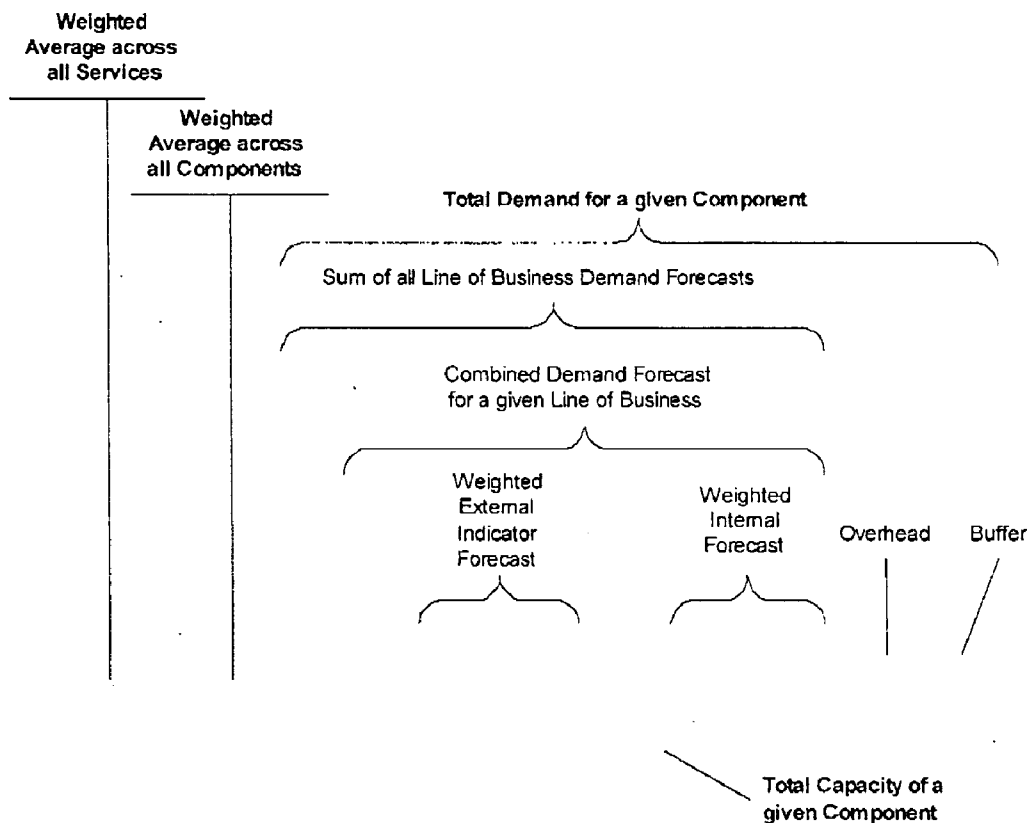 Weighted
Average across
all Services
Weighted
Average across
all Components
Total Demand for a given Component
Sum of all Line of Business Demand Forecasts
Combined Demand Forecast
for a given Line of Business
Weighted
External
Indicator
Forecast
Weighted
Internal
Forecast
Overhead
Buffer
Total Capacity of a
given Component